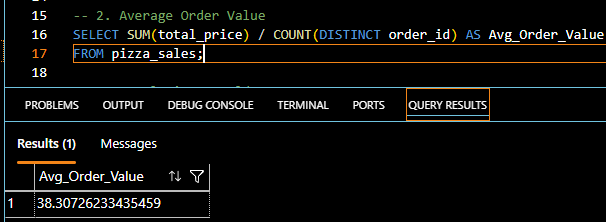 15
-- 2. Average Order Value
16
SELECT SUM(total_price) / COUNT(DISTINCT order_id) AS Avg_Order_Value
17
FROM pizza_sales;
18
PROBLEMS OUTPUT DEBUG CONSOLE TERMINAL PORTS QUERY RESULTS
Results (1) Messages
Avg_Order_Value
1 38.30726233435459